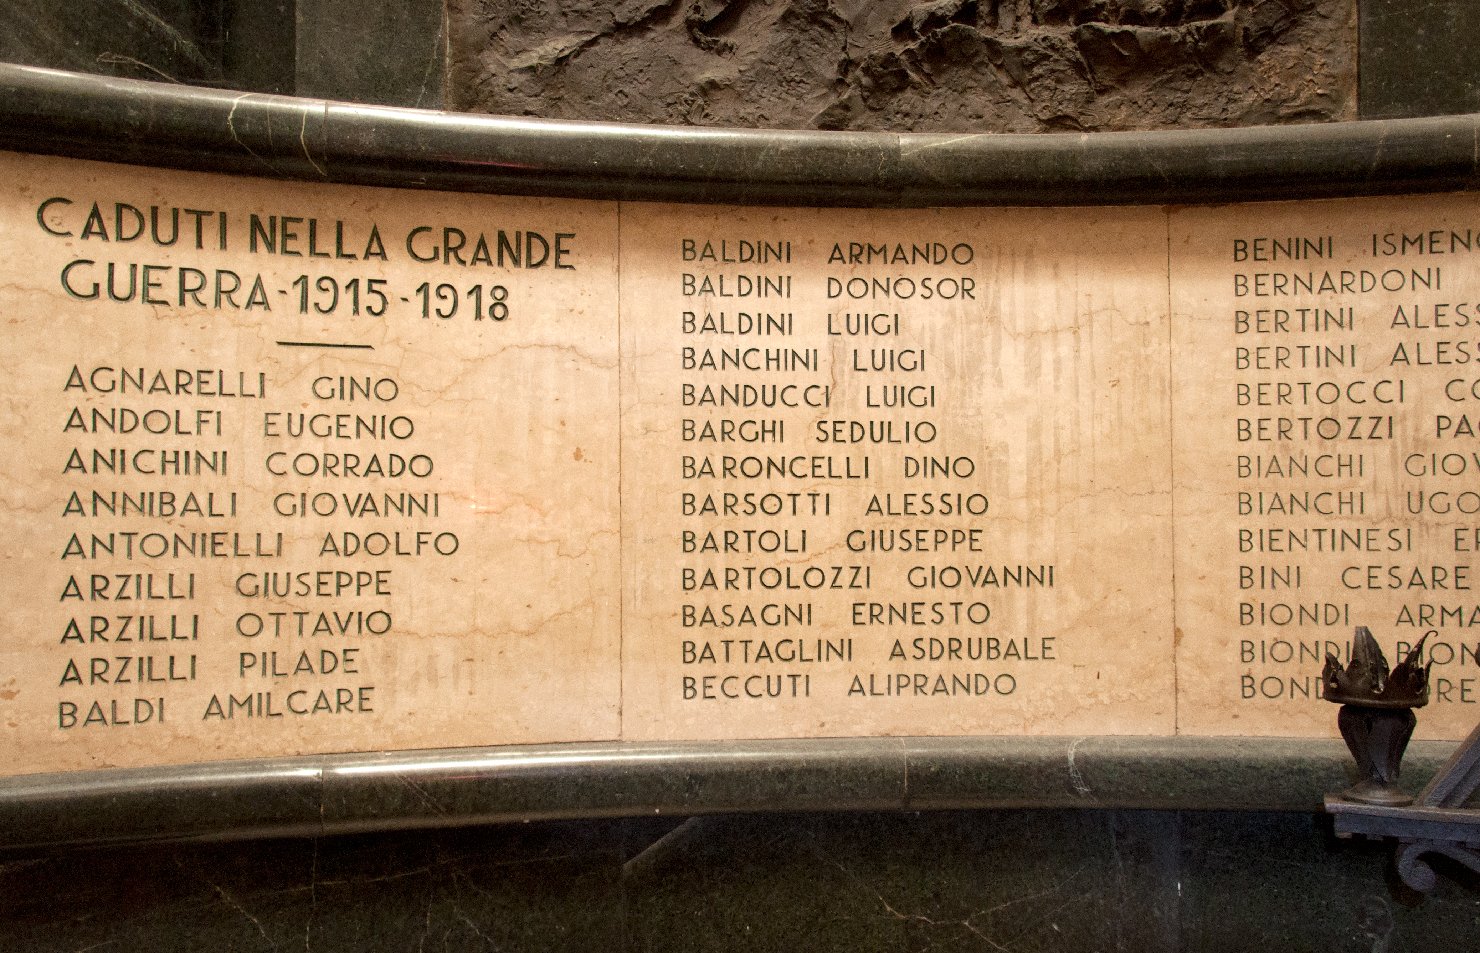 CADUTI NELLA GRANDE
GUERRA - 1915 - 1918
AGNARELLI GINO
ANDOLFI EUGENIO
ANICHINI CORRADO
ANNIBALI GIOVANNI
ANTONIELLI ADOLFO
ARZILLI GIUSEPPE
ARZILLI OTTAVIO
ARZILLI PILADE
BALDI AMILCARE
BALDINI ARMANDO
BALDINI DONOSOR
BALDINI LUIGI
BANCHINI LUIGI
BANDUCCI LUIGI
BARGHI SEDULIO
BARONCELLI DINO
BARSOTTI ALESSIO
BARTOLI GIUSEPPE
BARTOLOZZI GIOVANNI
BASAGNI ERNESTO
BATTAGLINI ASDRUBALE
BECCUTI ALIPRANDO
BENINI
BERNARDONI
BERTINI
BERTINI
BERTOCCI
BERTOZZI
BIANCHI
BIANCHI UGO
BIENTINESI
BINI CESARE
BIONDI
BIONDI